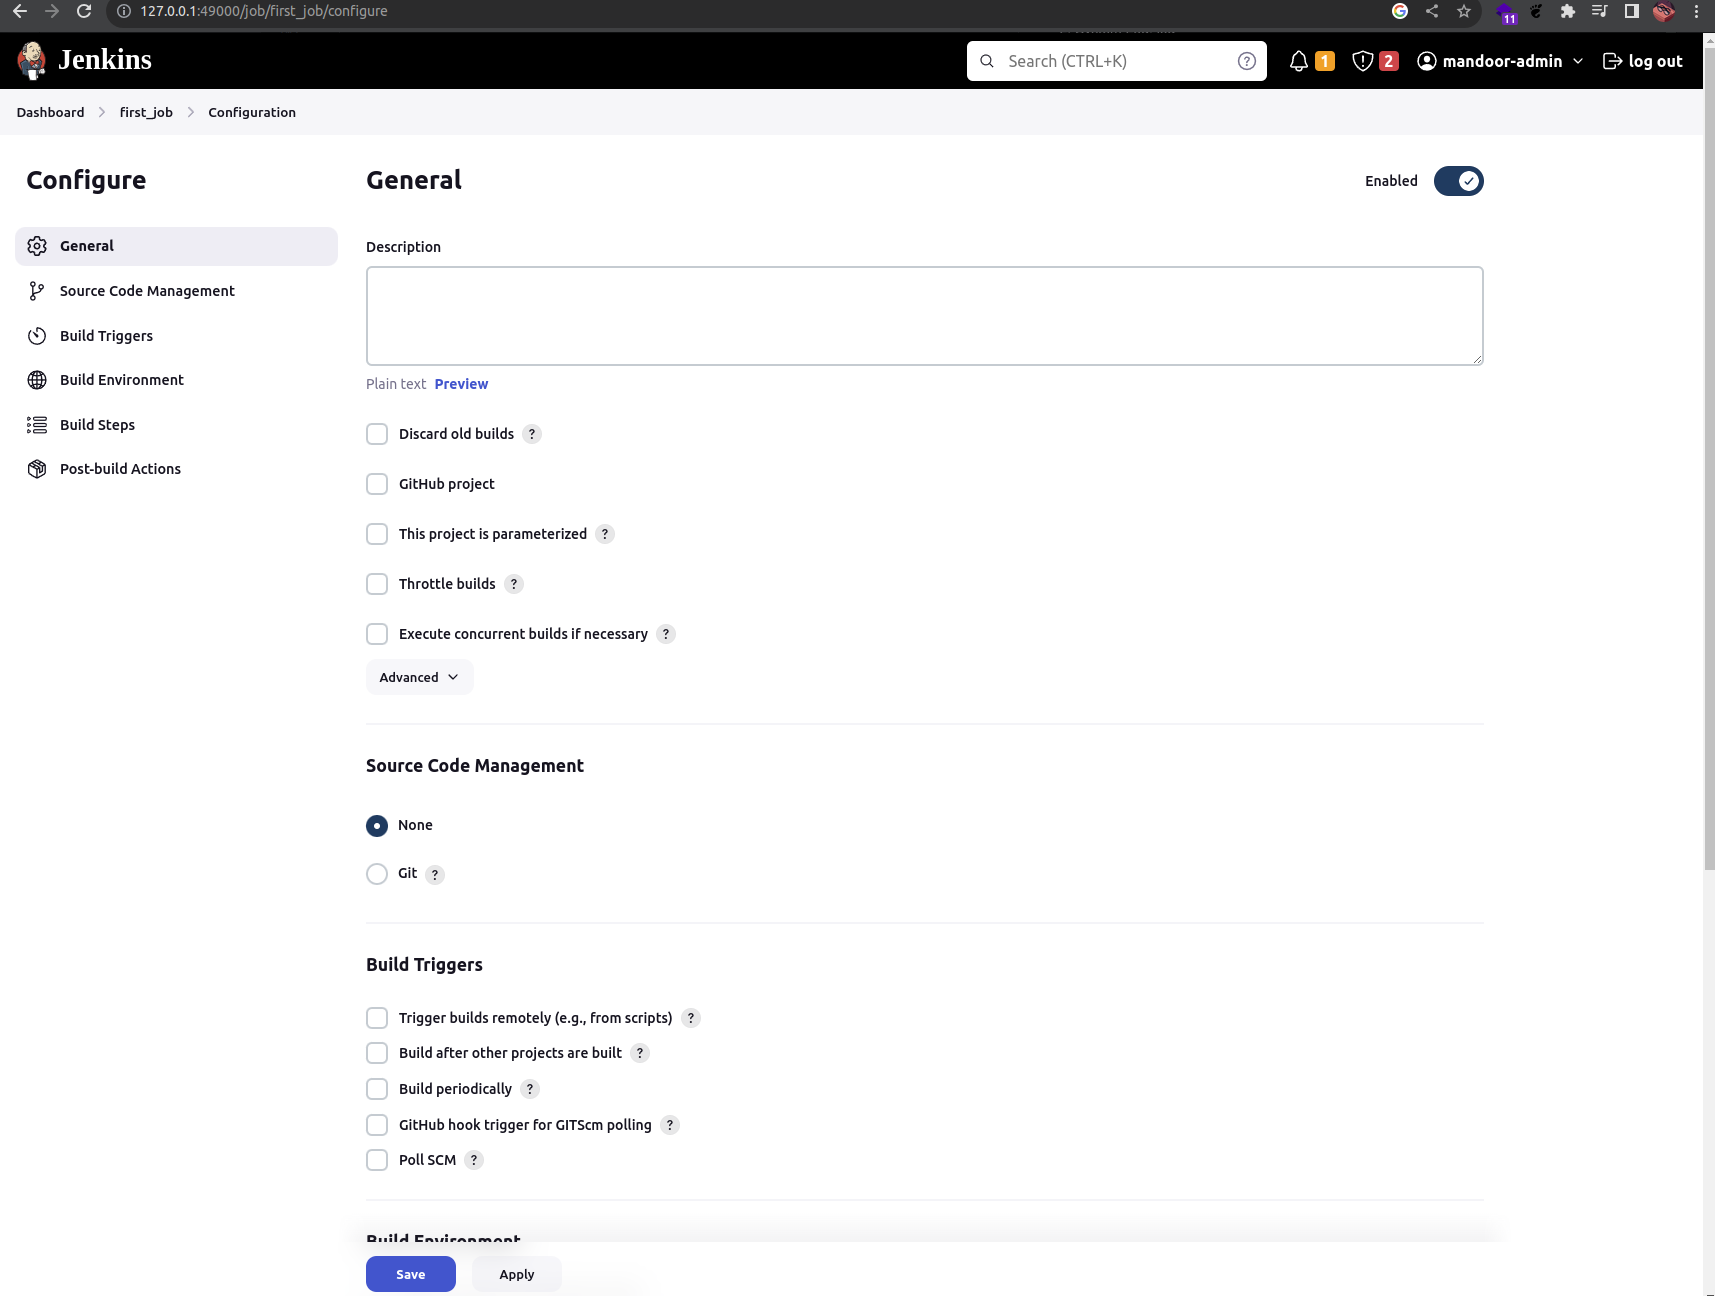 127.0.0.1:49000/job/first_job/configure
11
Jenkins
Search (CTRL+K)
?
1
2
mandoor-admin
log out
Dashboard
first_job
Configuration
Configure
General
Source Code Management
Build Triggers
Build Environment
Build Steps
Post-build Actions
General
Enabled
Description
Plain text Preview
Discard old builds ?
GitHub project
This project is parameterized ?
Throttle builds ?
Execute concurrent builds if necessary ?
Advanced
Source Code Management
None
Git ?
Build Triggers
Trigger builds remotely (e.g., from scripts) ?
Build after other projects are built ?
Build periodically ?
GitHub hook trigger for GITScm polling ?
Poll SCM ?
Build Environment
Save
Apply